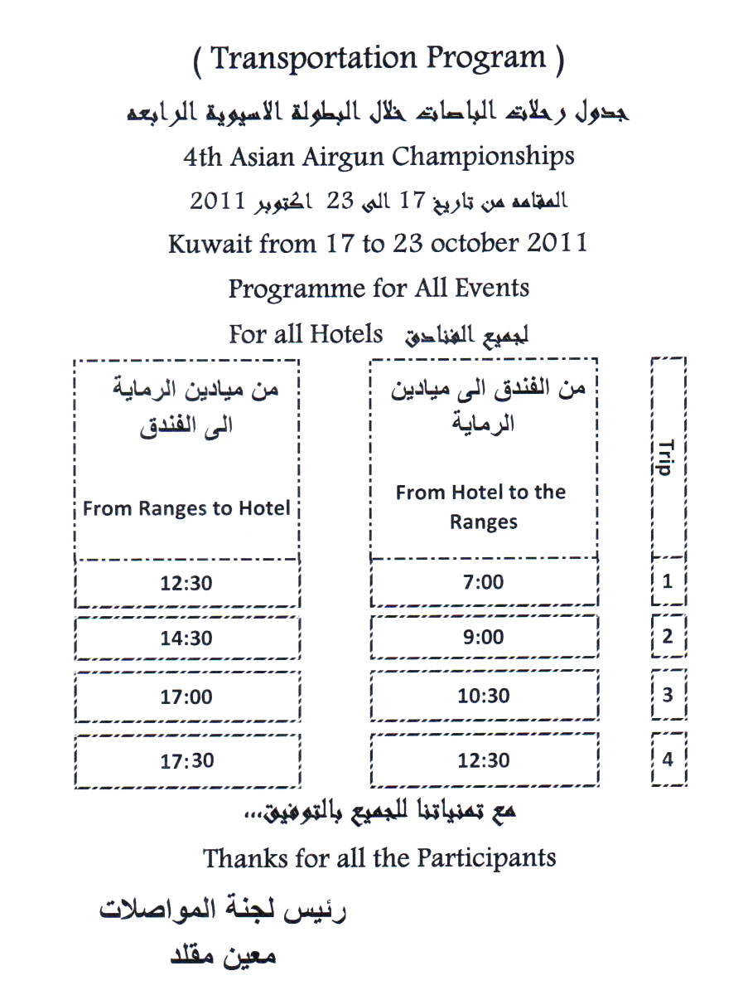 ( Transportation Program )
جدول رحلات الباصات خلال البطولة الاسيوية الرابعه
4th Asian Airgun Championships
المقامه من تاريخ 17 الى 23 اكتوبر 2011
Kuwait from 17 to 23 october 2011
Programme for All Events
For all Hotels لجميع الفنادق
Trip
من الفندق الى ميادين
الرماية
From Hotel to the
Ranges
من ميادين الرماية
الى الفندق
From Ranges to Hotel
1 7:00 12:30
2 9:00 14:30
3 10:30 17:00
4 12:30 17:30
مع تمنياتنا للجميع بالتوفيق...
Thanks for all the Participants
رئيس لجنة المواصلات
معين مقلد